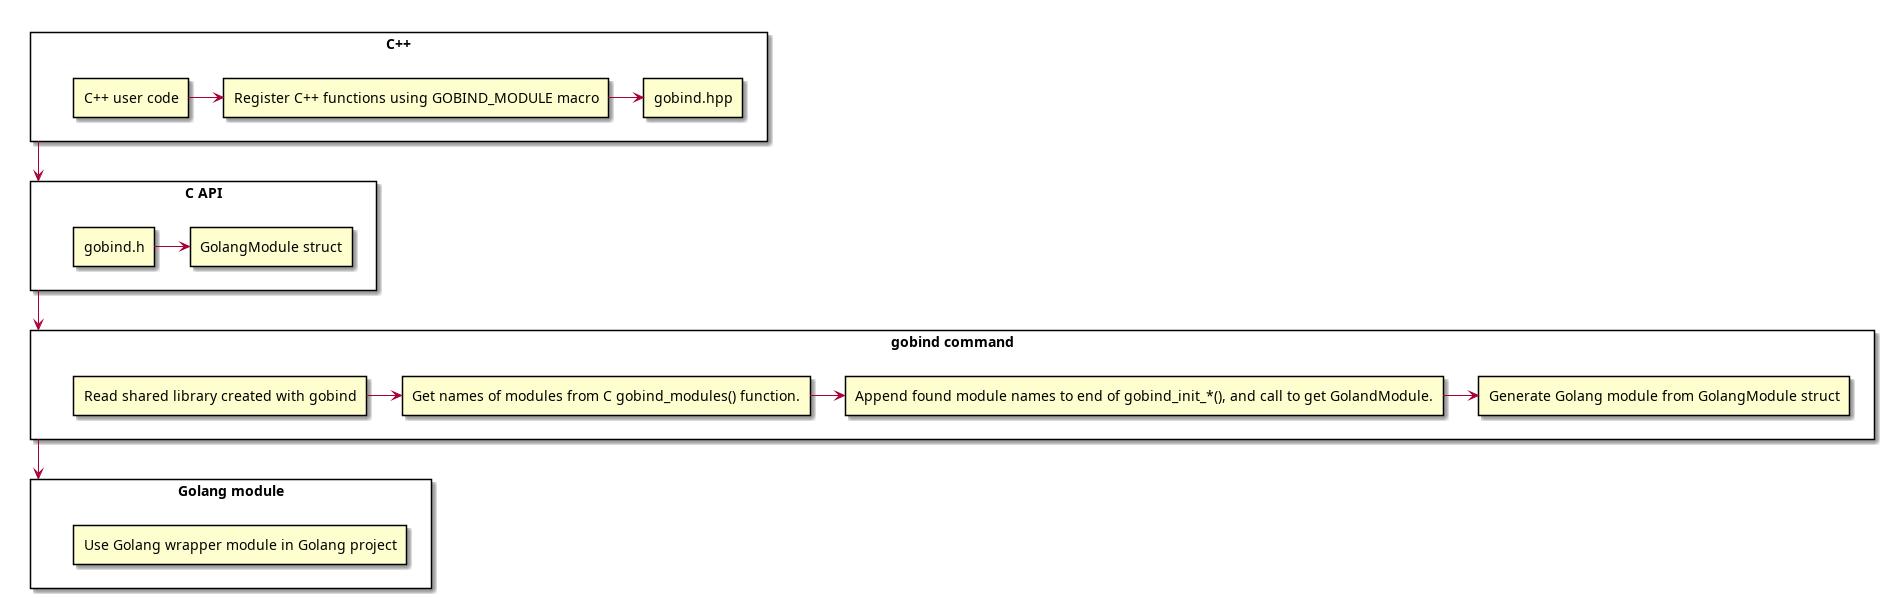 C++
C++ user code
Register C++ functions using GOBIND_MODULE macro
gobind.hpp
C API
gobind.h
GolangModule struct
gobind command
Read shared library created with gobind
Get names of modules from C gobind_modules() function.
Append found module names to end of gobind_init_*(), and call to get GolandModule.
Generate Golang module from GolangModule struct
Golang module
Use Golang wrapper module in Golang project